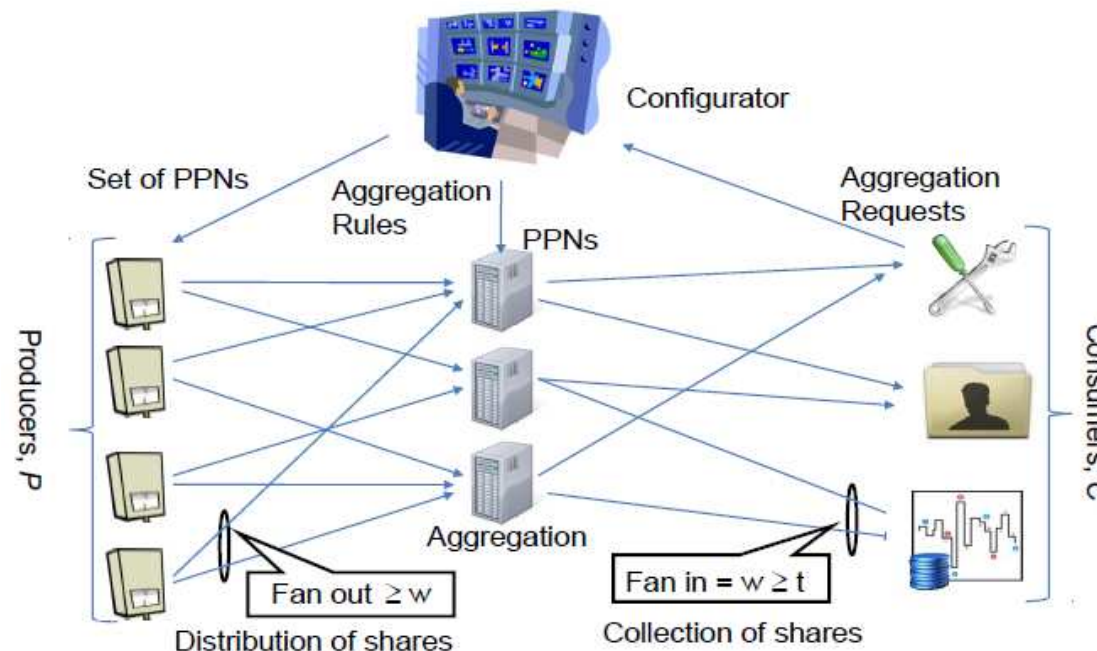 Configurator
Set of PPNs
Aggregation
Rules
Aggregation
Requests
PPNs
Producers, P
Consumers, C
Aggregation
Fan out ≥ w
Fan in = w ≥ t
Distribution of shares
Collection of shares